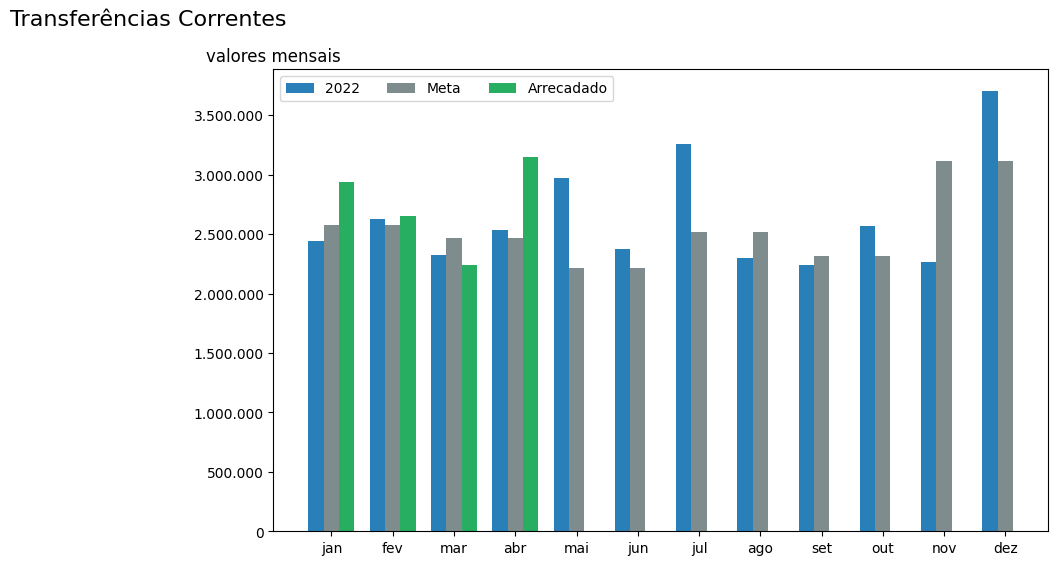 Transferências Correntes
valores mensais
2022 Meta Arrecadado
3.500.000
3.000.000
2.500.000
2.000.000
1.500.000
1.000.000
500.000
0
jan fev mar abr mai jun jul ago set out nov dez